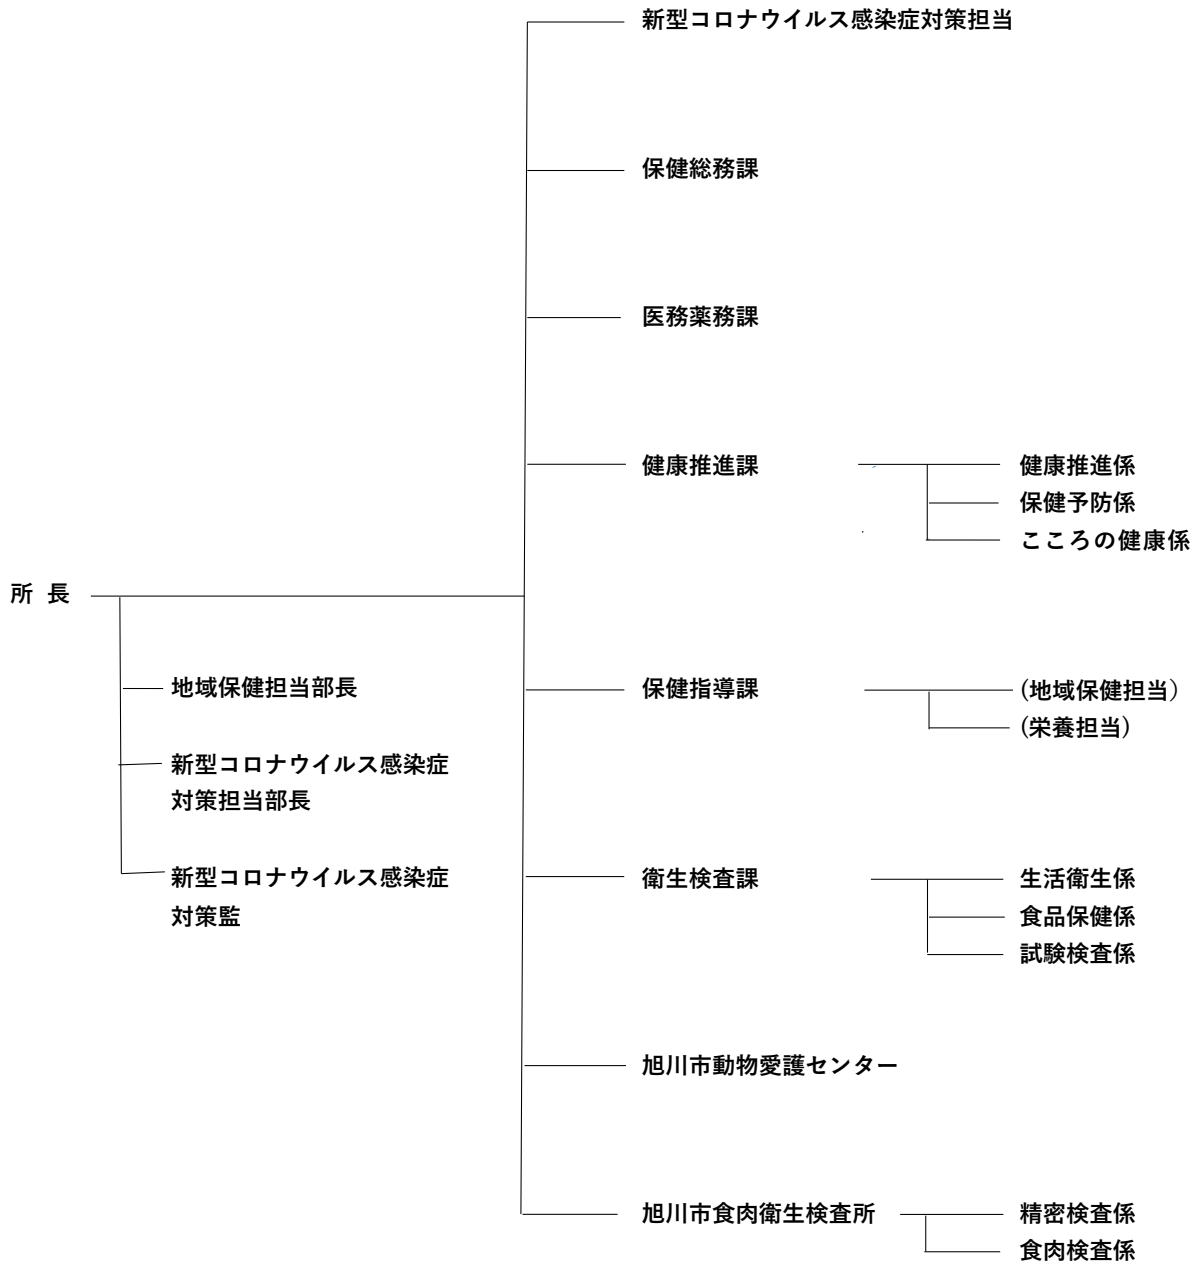 新型コロナウイルス感染症対策担当
保健総務課
医務薬務課
健康推進課
健康推進係
保健予防係
こころの健康係
所 長
地域保健担当部長
新型コロナウイルス感染症
対策担当部長
新型コロナウイルス感染症
対策監
保健指導課
(地域保健担当)
(栄養担当)
衛生検査課
生活衛生係
食品保健係
試験検査係
旭川市動物愛護センター
旭川市食肉衛生検査所
精密検査係
食肉検査係